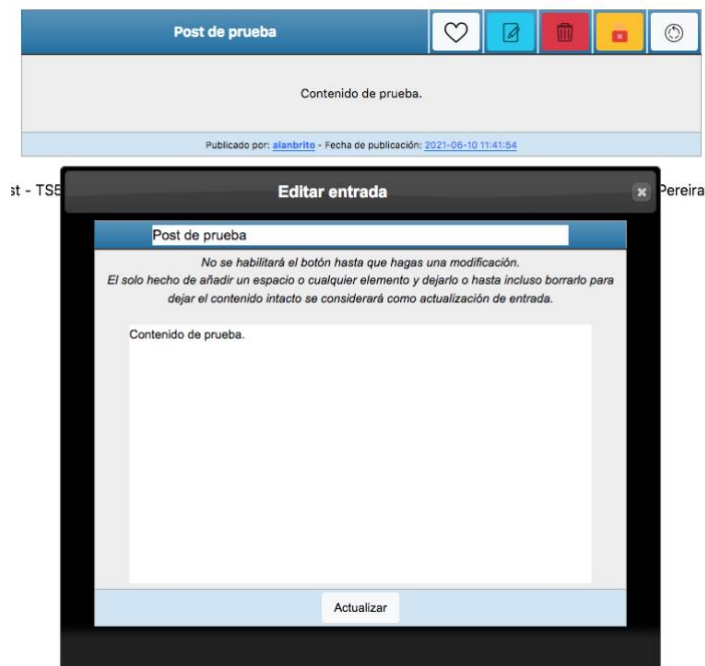 Post de prueba
Contenido de prueba.
Publicado por: alanbrito - Fecha de publicación: 2021-06-10 11:41:54
st - TS5
Pereira
Editar entrada
Post de prueba
No se habilitará el botón hasta que hagas una modificación.
El solo hecho de añadir un espacio o cualquier elemento y dejarlo o hasta incluso borrarlo para
dejar el contenido intacto se considerará como actualización de entrada.
Contenido de prueba.
Actualizar